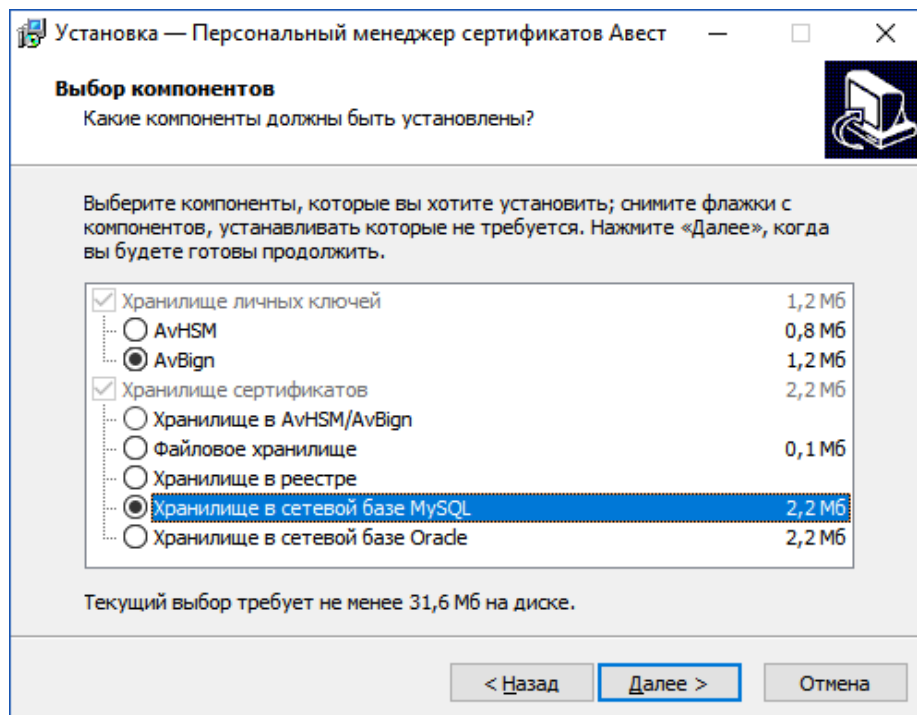 Установка — Персональный менеджер сертификатов Авест
Выбор компонентов
Какие компоненты должны быть установлены?
Выберите компоненты, которые вы хотите установить; снимите флажки с
компонентов, устанавливать которые не требуется. Нажмите «Далее», когда
вы будете готовы продолжить.
Хранилище личных ключей 1,2 Мб
AvHSM 0,8 Мб
AvBign 1,2 Мб
Хранилище сертификатов 2,2 Мб
Хранилище в AvHSM/AvBign
Файловое хранилище 0,1 Мб
Хранилище в реестре
Хранилище в сетевой базе MySQL 2,2 Мб
Хранилище в сетевой базе Oracle 2,2 Мб
Текущий выбор требует не менее 31,6 Мб на диске.
< Назад Далее > Отмена